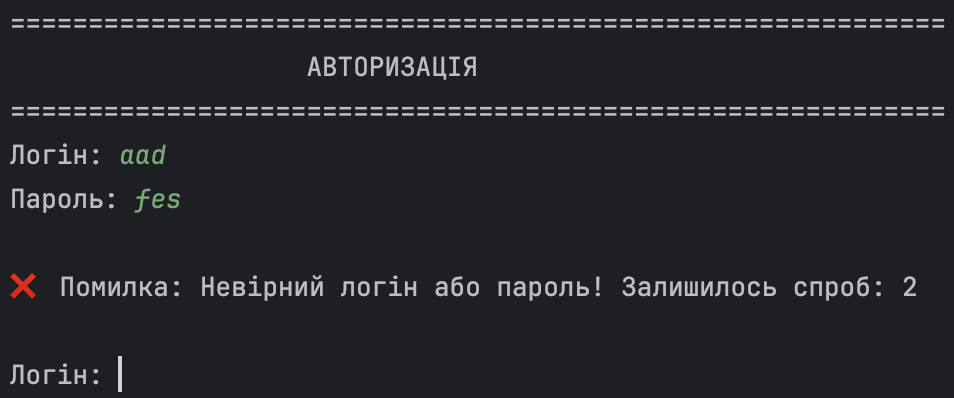 ============================================================
АВТОРИЗАЦІЯ
============================================================
Логін: aad
Пароль: fes
❌ Помилка: Невірний логін або пароль! Залишилось спроб: 2
Логін: